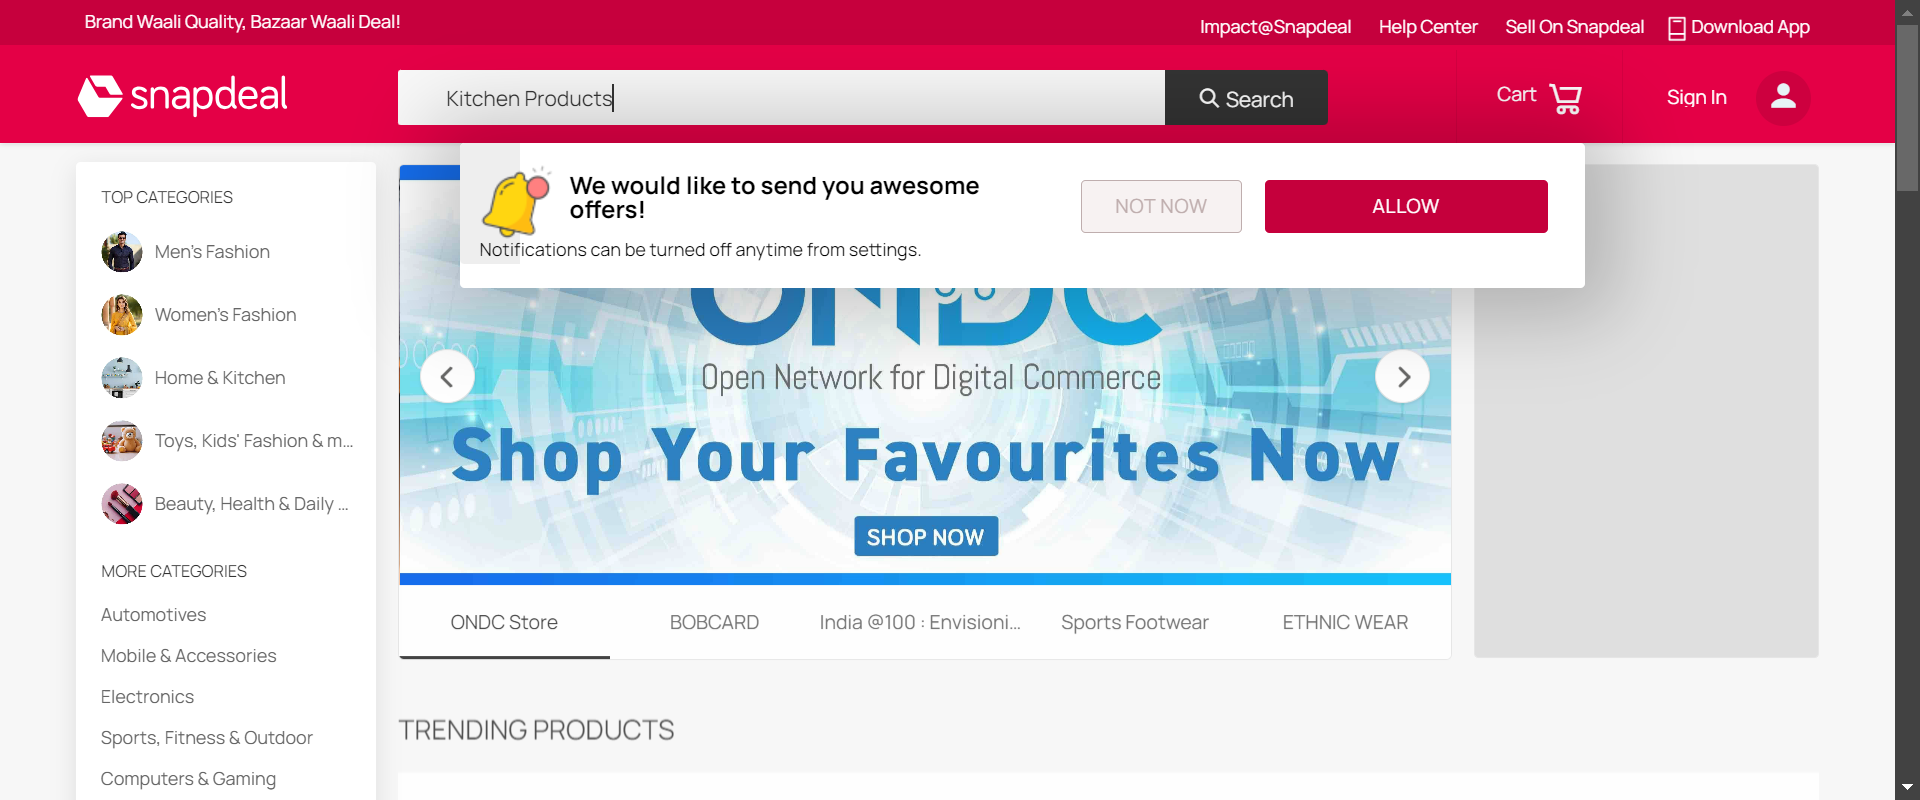 Brand Waali Quality, Bazaar Waali Deal!
Impact@Snapdeal
Help Center
Sell On Snapdeal
Download App
snapdeal
Kitchen Products
Search
Cart
Sign In
We would like to send you awesome
offers!
Notifications can be turned off anytime from settings.
NOT NOW
ALLOW
TOP CATEGORIES
Men's Fashion
Women's Fashion
Home & Kitchen
Toys, Kids' Fashion & m...
Beauty, Health & Daily ...
MORE CATEGORIES
Automotives
Mobile & Accessories
Electronics
Sports, Fitness & Outdoor
Computers & Gaming
ONDC
Open Network for Digital Commerce
Shop Your Favourites Now
SHOP NOW
ONDC Store
BOBCARD
India @100 : Envisioni...
Sports Footwear
ETHNIC WEAR
TRENDING PRODUCTS